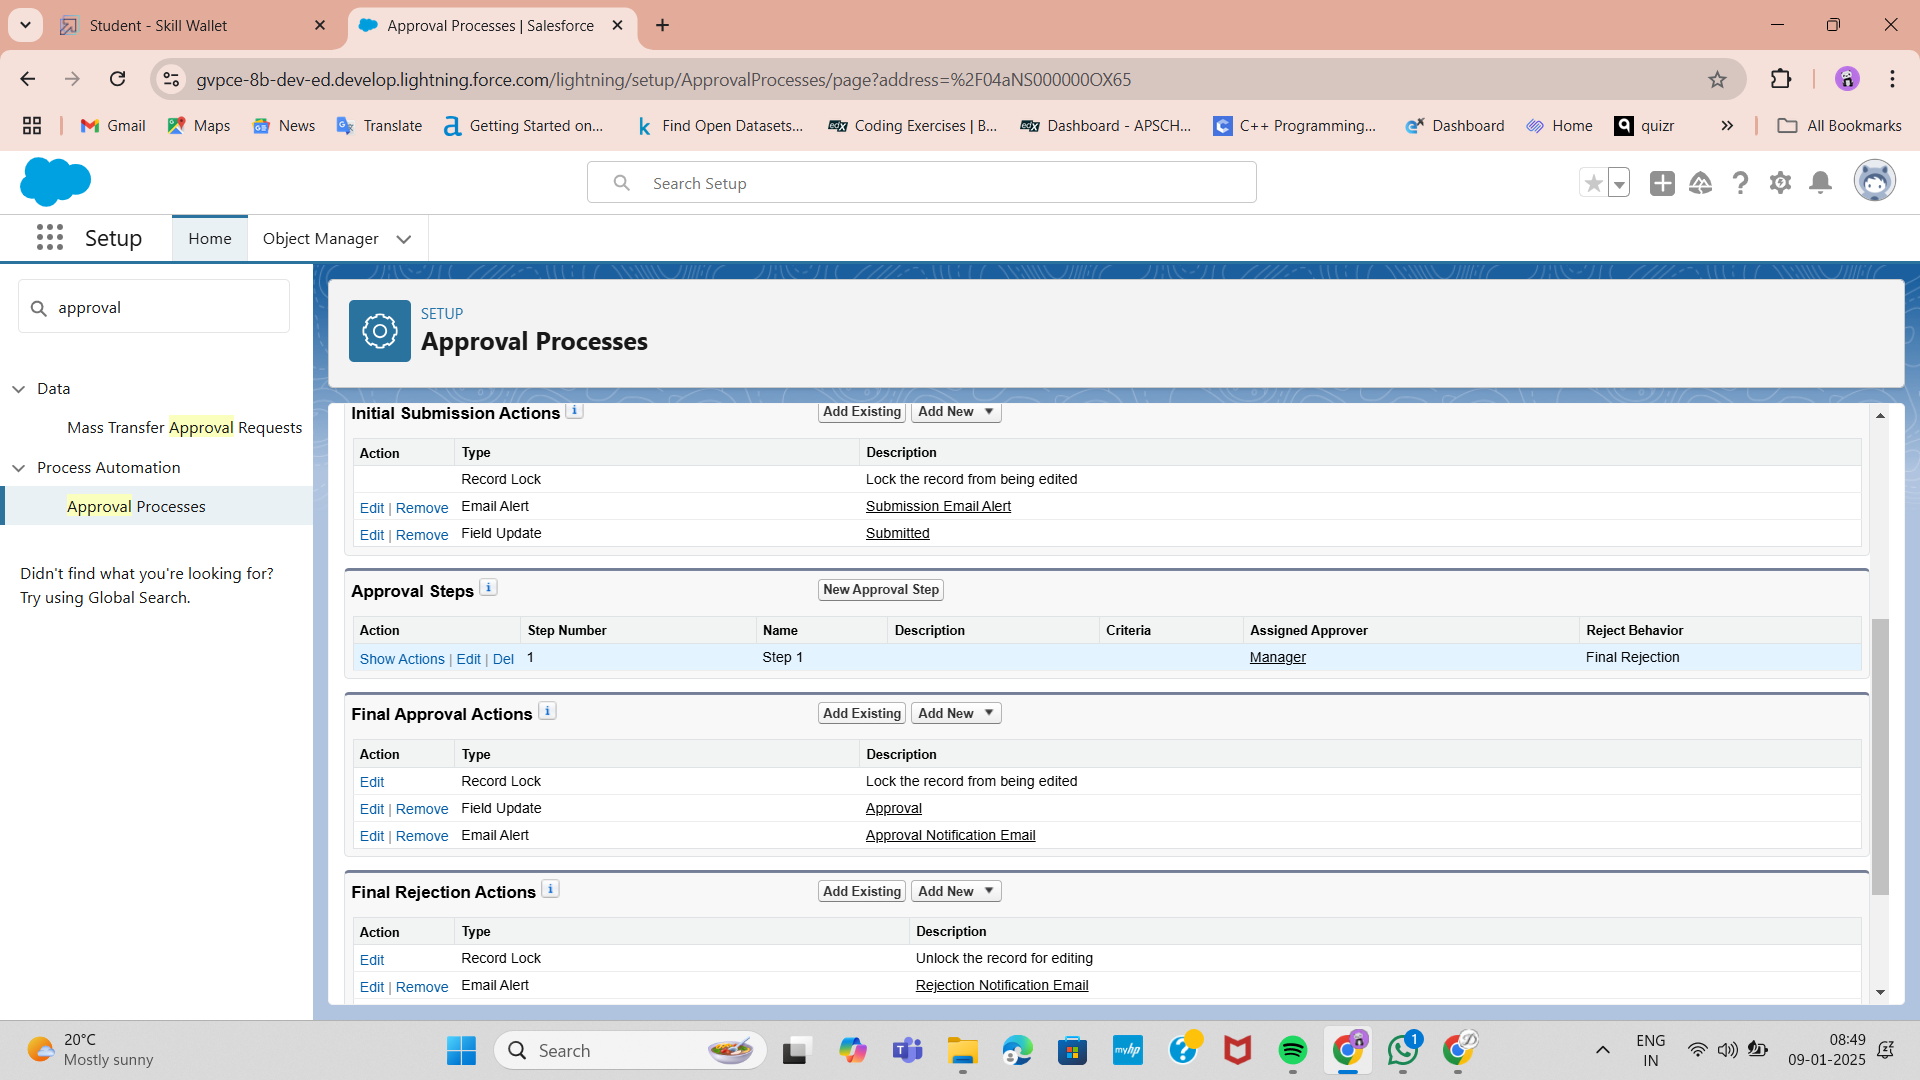 Student - Skill Wallet
Approval Processes | Salesforce
gvpce-8b-dev-ed.develop.lightning.force.com/lightning/setup/ApprovalProcesses/page?address=%2F04aNS000000OX65
Gmail Maps News Translate Getting Started on... Find Open Datasets... Coding Exercises | B... Dashboard - APSCH... C++ Programming... Dashboard Home quizr All Bookmarks
Search Setup
Setup Home Object Manager
approval
Data
Mass Transfer Approval Requests
Process Automation
Approval Processes
Didn't find what you're looking for?
Try using Global Search.
SETUP
Approval Processes
Initial Submission Actions Add Existing Add New
Action Type Description
Record Lock Lock the record from being edited
Edit | Remove Email Alert Submission Email Alert
Edit | Remove Field Update Submitted
Approval Steps New Approval Step
Action Step Number Name Description Criteria Assigned Approver Reject Behavior
Show Actions | Edit | Del 1 Step 1 Manager Final Rejection
Final Approval Actions Add Existing Add New
Action Type Description
Edit Record Lock Lock the record from being edited
Edit | Remove Field Update Approval
Edit | Remove Email Alert Approval Notification Email
Final Rejection Actions Add Existing Add New
Action Type Description
Edit Record Lock Unlock the record for editing
Edit | Remove Email Alert Rejection Notification Email
20°C
Mostly sunny
Search
myhp
1
ENG
IN
08:49
09-01-2025